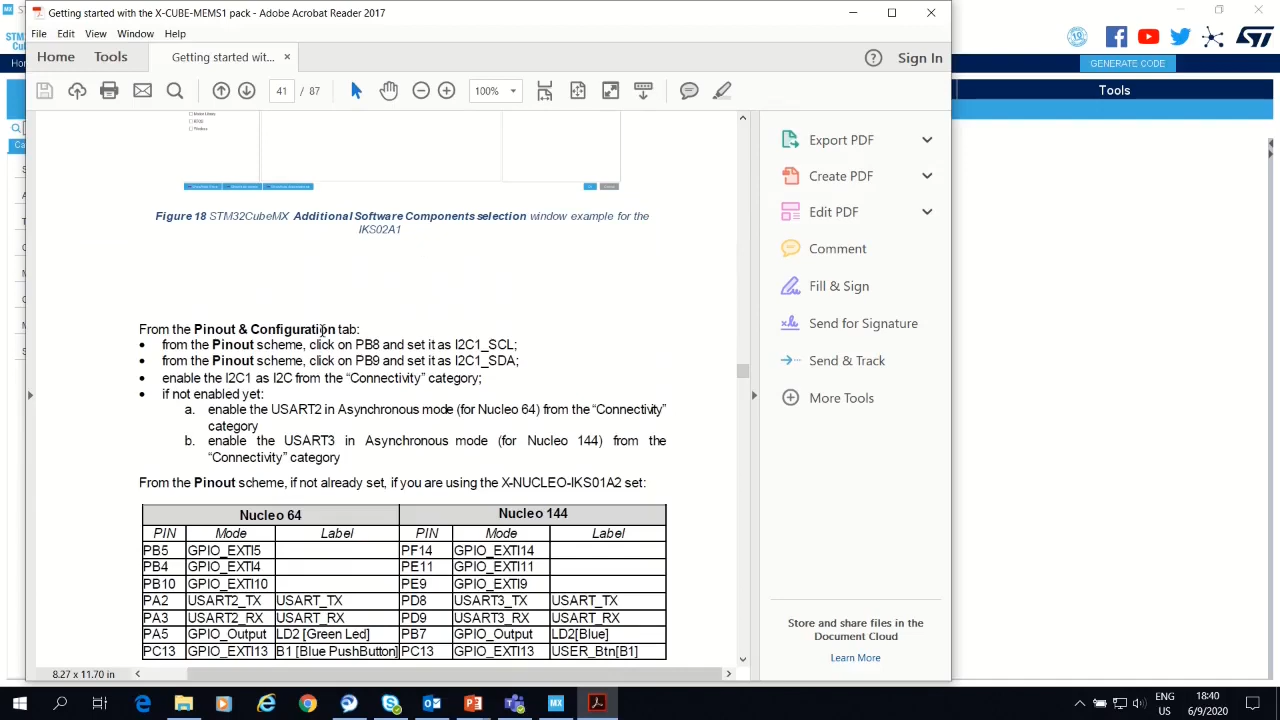 Getting started with the X-CUBE-MEMS1 pack - Adobe Acrobat Reader 2017
File Edit View Window Help
Home Tools Getting started wit... × Sign In
41 / 87 100%
GENERATE CODE
Tools
Figure 18 STM32CubeMX Additional Software Components selection window example for the
IKS02A1
From the Pinout & Configuration tab:
• from the Pinout scheme, click on PB8 and set it as I2C1_SCL;
• from the Pinout scheme, click on PB9 and set it as I2C1_SDA;
• enable the I2C1 as I2C from the “Connectivity” category;
• if not enabled yet:
a. enable the USART2 in Asynchronous mode (for Nucleo 64) from the “Connectivity”
category
b. enable the USART3 in Asynchronous mode (for Nucleo 144) from the
“Connectivity” category
From the Pinout scheme, if not already set, if you are using the X-NUCLEO-IKS01A2 set:
Nucleo 64 Nucleo 144
PIN Mode Label PIN Mode Label
PB5 GPIO_EXTI5 PF14 GPIO_EXTI14
PB4 GPIO_EXTI4 PE11 GPIO_EXTI11
PB10 GPIO_EXTI10 PE9 GPIO_EXTI9
PA2 USART2_TX USART_TX PD8 USART3_TX USART_TX
PA3 USART2_RX USART_RX PD9 USART3_RX USART_RX
PA5 GPIO_Output LD2 [Green Led] PB7 GPIO_Output LD2[Blue]
PC13 GPIO_EXTI13 B1 [Blue PushButton] PC13 GPIO_EXTI13 USER_Btn[B1]
8.27 x 11.70 in
Export PDF
Create PDF
Edit PDF
Comment
Fill & Sign
Send for Signature
Send & Track
More Tools
Store and share files in the
Document Cloud
Learn More
ENG
US
18:40
6/9/2020